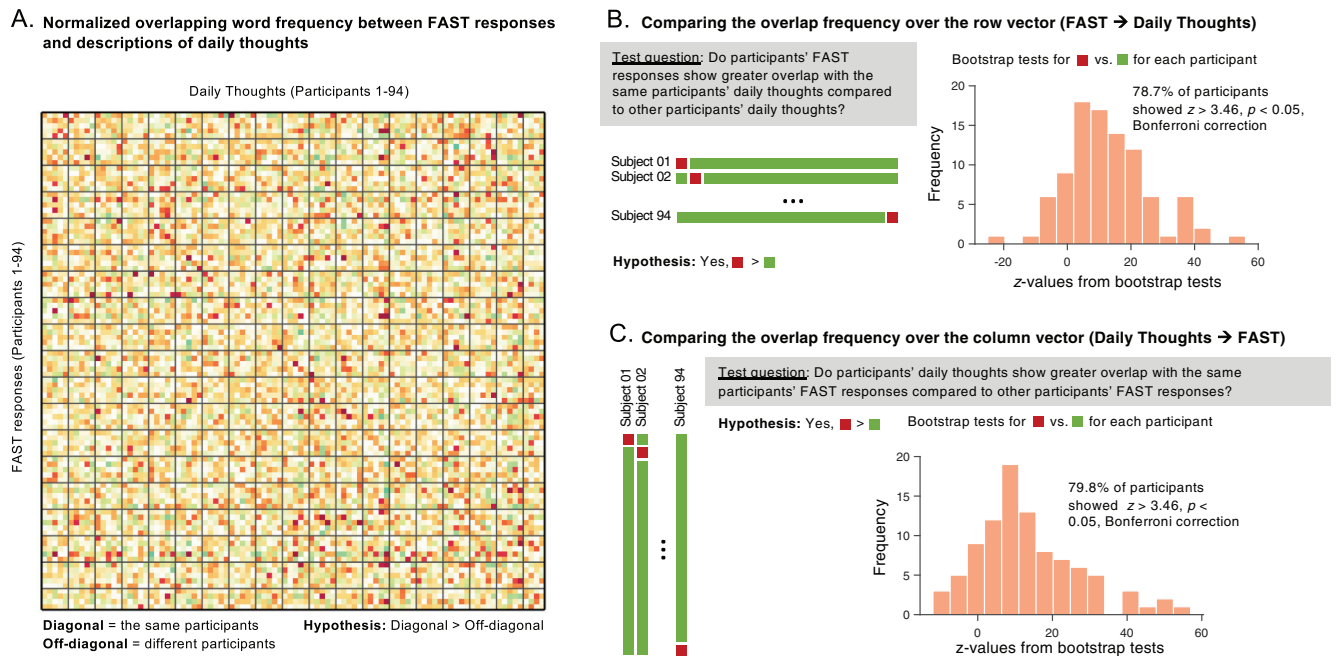 A. Normalized overlapping word frequency between FAST responses
and descriptions of daily thoughts
Daily Thoughts (Participants 1-94)
FAST responses (Participants 1-94)
Diagonal = the same participants
Hypothesis: Diagonal > Off-diagonal
Off-diagonal = different participants
B. Comparing the overlap frequency over the row vector (FAST → Daily Thoughts)
Test question: Do participants' FAST
responses show greater overlap with the
same participants' daily thoughts compared
to other participants' daily thoughts?
Subject 01
Subject 02
...
Subject 94
Hypothesis: Yes, >
Bootstrap tests for vs. for each participant
78.7% of participants
showed z > 3.46, p < 0.05,
Bonferroni correction
Frequency
20
15
10
5
0
-20 0 20 40 60
z-values from bootstrap tests
C. Comparing the overlap frequency over the column vector (Daily Thoughts → FAST)
Test question: Do participants' daily thoughts show greater overlap with the same
participants' FAST responses compared to other participants' FAST responses?
Subject 01
Subject 02
...
Subject 94
Hypothesis: Yes, >
Bootstrap tests for vs. for each participant
79.8% of participants
showed z > 3.46, p <
0.05, Bonferroni correction
Frequency
20
15
10
5
0
0 20 40 60
z-values from bootstrap tests